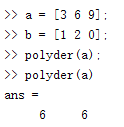 >> a = [3 6 9];
>> b = [1 2 0];
>> polyder(a);
>> polyder(a)
ans =
6 6